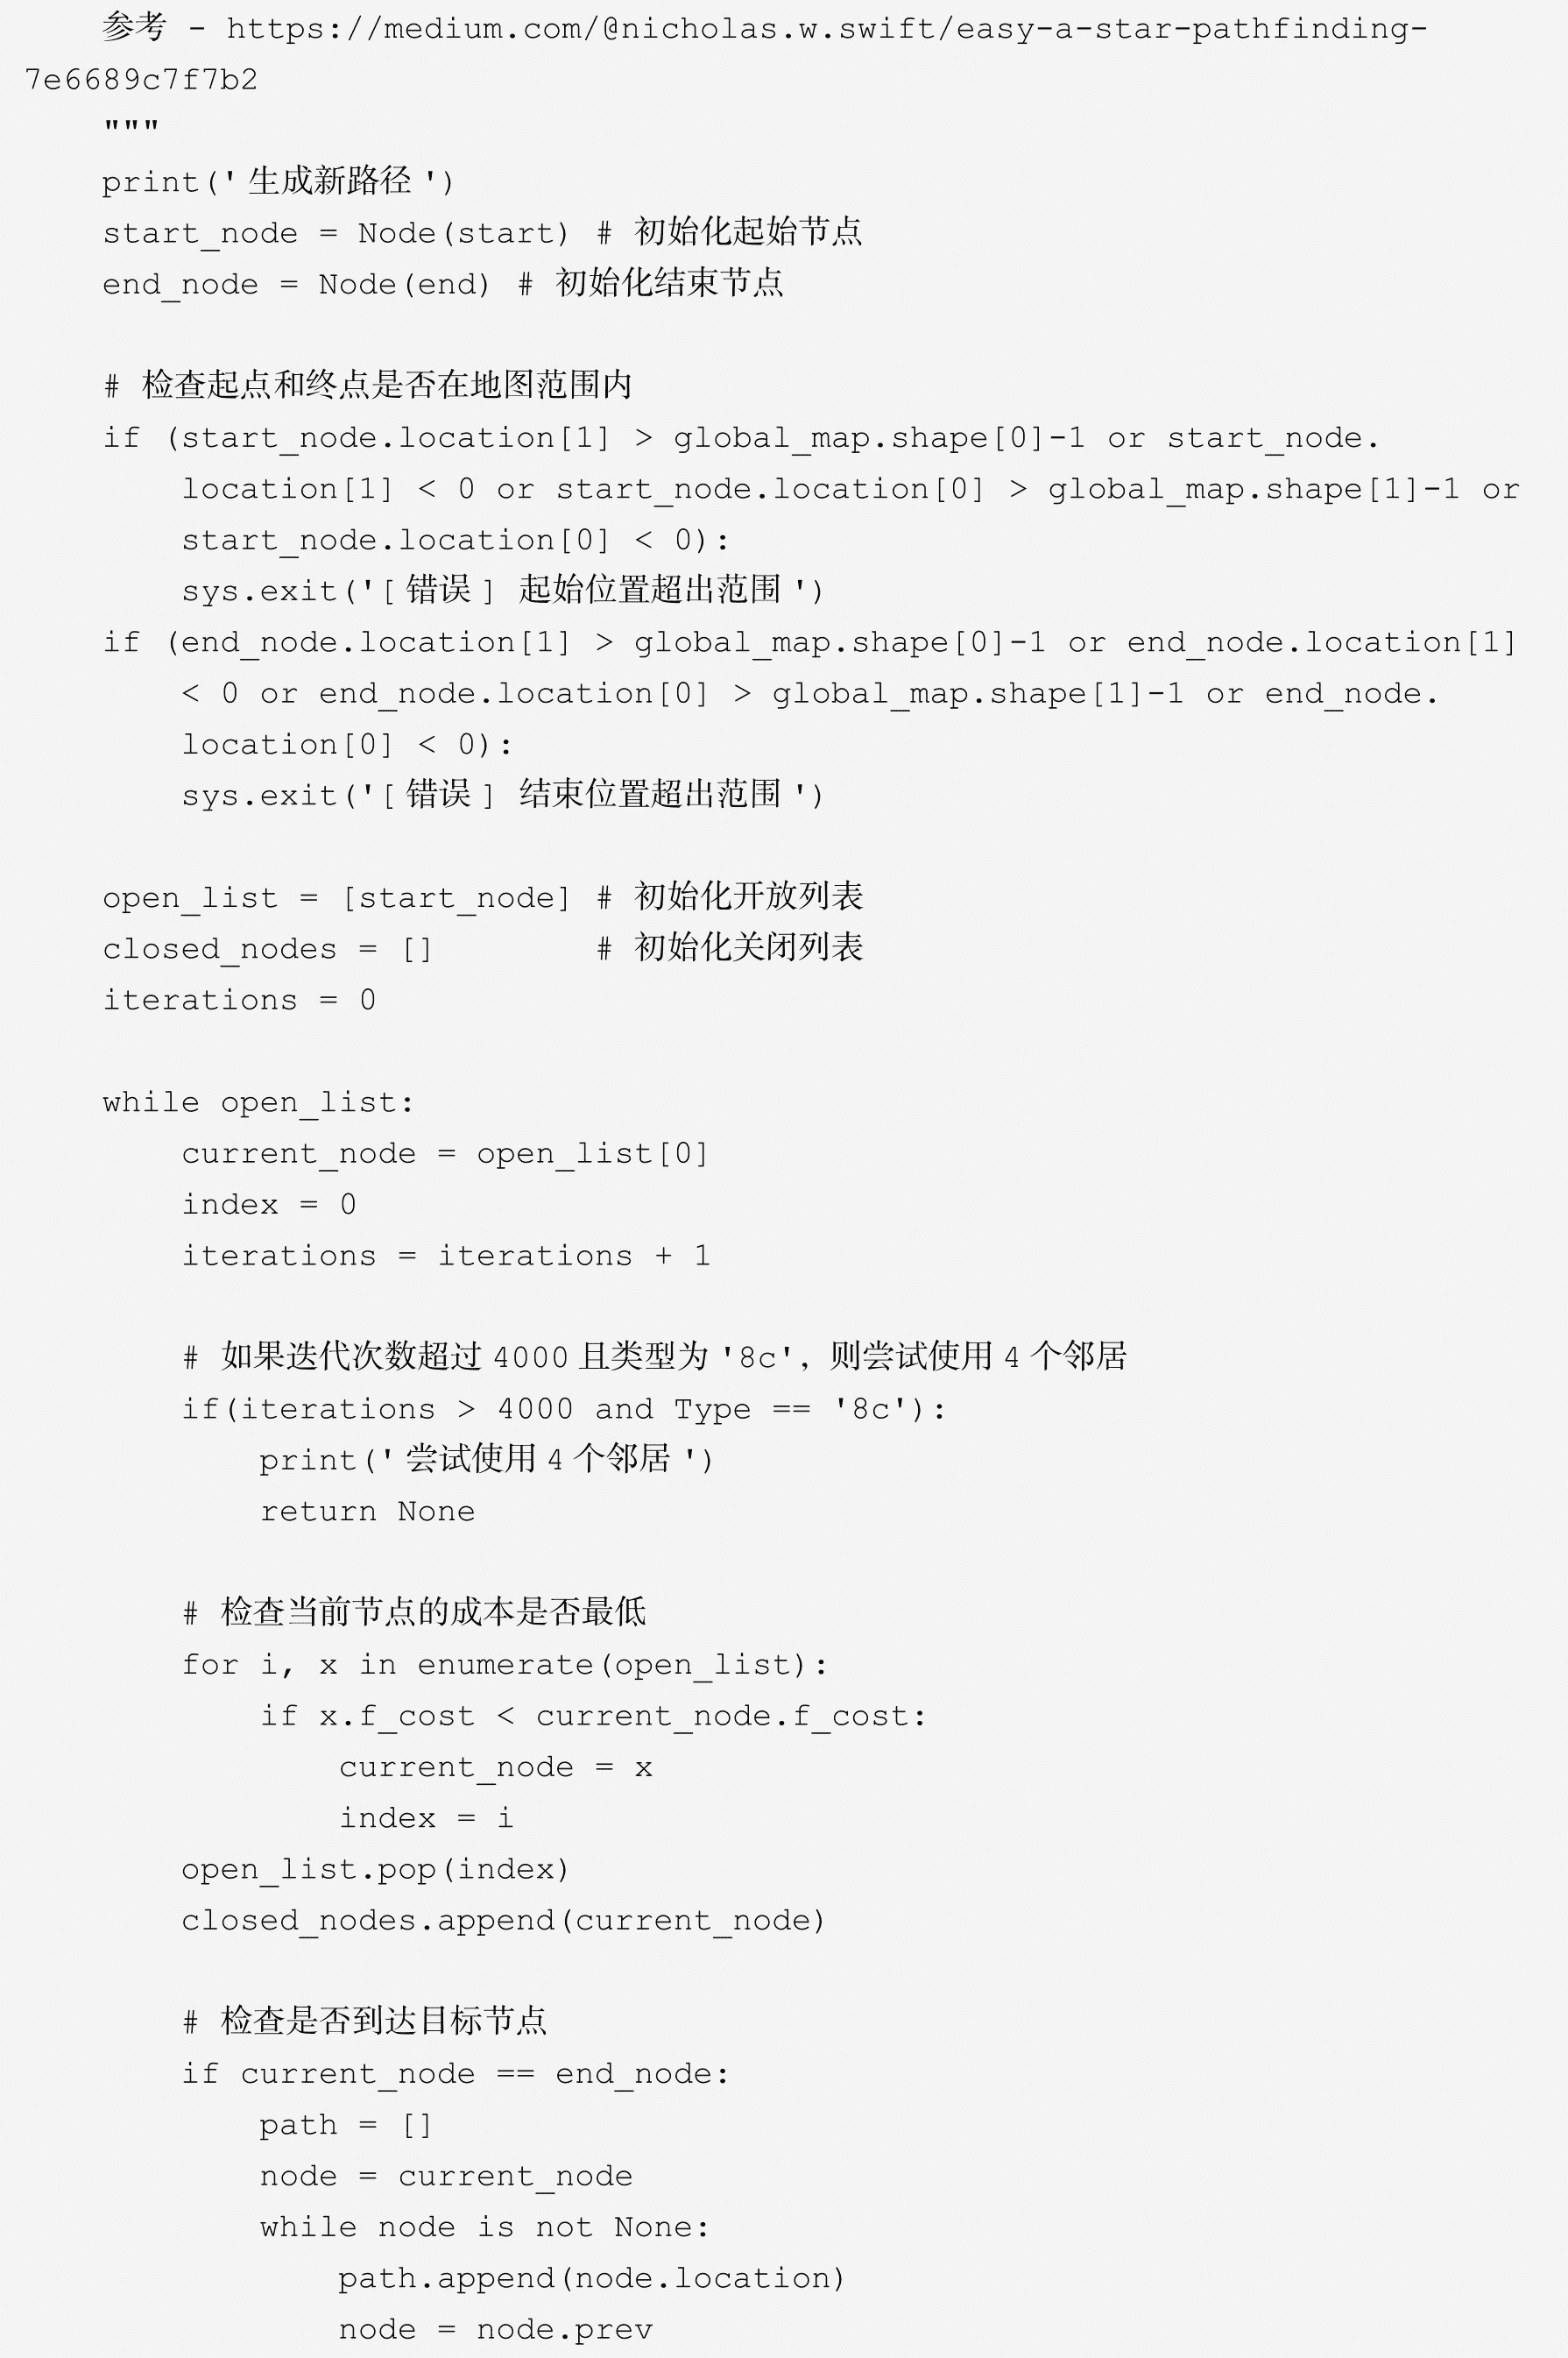 参考 - https://medium.com/@nicholas.w.swift/easy-a-star-pathfinding-
7e6689c7f7b2
    """
    print('生成新路径')
    start_node = Node(start) # 初始化起始节点
    end_node = Node(end) # 初始化结束节点

    # 检查起点和终点是否在地图范围内
    if (start_node.location[1] > global_map.shape[0]-1 or start_node.
        location[1] < 0 or start_node.location[0] > global_map.shape[1]-1 or
        start_node.location[0] < 0):
        sys.exit('[错误] 起始位置超出范围')
    if (end_node.location[1] > global_map.shape[0]-1 or end_node.location[1]
        < 0 or end_node.location[0] > global_map.shape[1]-1 or end_node.
        location[0] < 0):
        sys.exit('[错误] 结束位置超出范围')

    open_list = [start_node] # 初始化开放列表
    closed_nodes = []        # 初始化关闭列表
    iterations = 0

    while open_list:
        current_node = open_list[0]
        index = 0
        iterations = iterations + 1

        # 如果迭代次数超过4000且类型为'8c'，则尝试使用4个邻居
        if(iterations > 4000 and Type == '8c'):
            print('尝试使用4个邻居')
            return None

        # 检查当前节点的成本是否最低
        for i, x in enumerate(open_list):
            if x.f_cost < current_node.f_cost:
                current_node = x
                index = i
        open_list.pop(index)
        closed_nodes.append(current_node)

        # 检查是否到达目标节点
        if current_node == end_node:
            path = []
            node = current_node
            while node is not None:
                path.append(node.location)
                node = node.prev